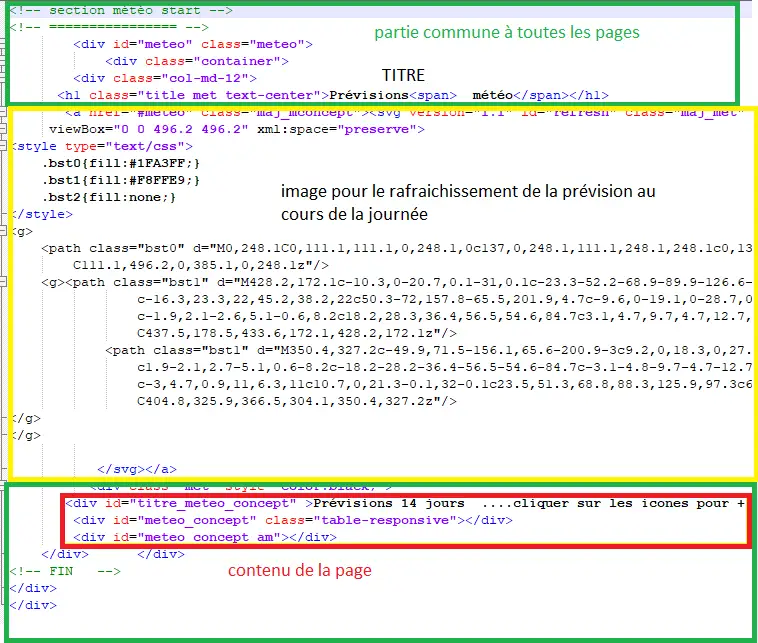 <!-- section météo start -->
<!-- ================= -->
partie commune à toutes les pages
<div id="meteo" class="meteo">
<div class="container">
<div class="col-md-12">
TITRE
<h1 class="title met text-center">Prévisions<span>  météo</span></h1>
<a href="#meteo" class="maj_mconcept"><svg version="1.1" id="refresh" class="maj_met"
viewBox="0 0 496.2 496.2" xml:space="preserve">
<style type="text/css">
.bst0{fill:#1FA3FF;}
.bst1{fill:#F8FFE9;}
.bst2{fill:none;}
</style>
image pour le rafraichissement de la prévision au
cours de la journée
<g>
<path class="bst0" d="M0,248.1C0,111.1,111.1,0,248.1,0c137,0,248.1,111.1,248.1,248.1c0,13
C111.1,496.2,0,385.1,0,248.1z"/>
<g><path class="bst1" d="M428.2,172.1c-10.3,0-20.7,0.1-31,0.1c-23.3-52.2-68.9-89.9-126.6-
c-16.3,23.3,22,45.2,38.2,22c50.3-72,157.8-65.5,201.9,4.7c-9.6,0-19.1,0-28.7,0
c-1.9,2.1-2.6,5.1-0.6,8.2c18.2,28.3,36.4,56.5,54.6,84.7c3.1,4.7,9.7,4.7,12.7,
C437.5,178.5,433.6,172.1,428.2,172.1z"/>
<path class="bst1" d="M350.4,327.2c-49.9,71.5-156.1,65.6-200.9-3c9.2,0,18.3,0,27.
c1.9-2.1,2.7-5.1,0.6-8.2c-18.2-28.2-36.4-56.5-54.6-84.7c-3.1-4.8-9.7-4.7-12.7
c-3,4.7,0.9,11,6.3,11c10.7,0,21.3-0.1,32-0.1c23.5,51.3,68.8,88.3,125.9,97.3c6
C404.8,325.9,366.5,304.1,350.4,327.2z"/>
</g>
</g>
</svg></a>
<div class="met" style="color:black;">
<div id="titre_meteo_concept" >Prévisions 14 jours  ....cliquer sur les icones pour +
<div id="meteo_concept" class="table-responsive"></div>
<div id="meteo_concept_am"></div>
</div>      </div>
<!-- FIN   -->
contenu de la page
</div>
</div>